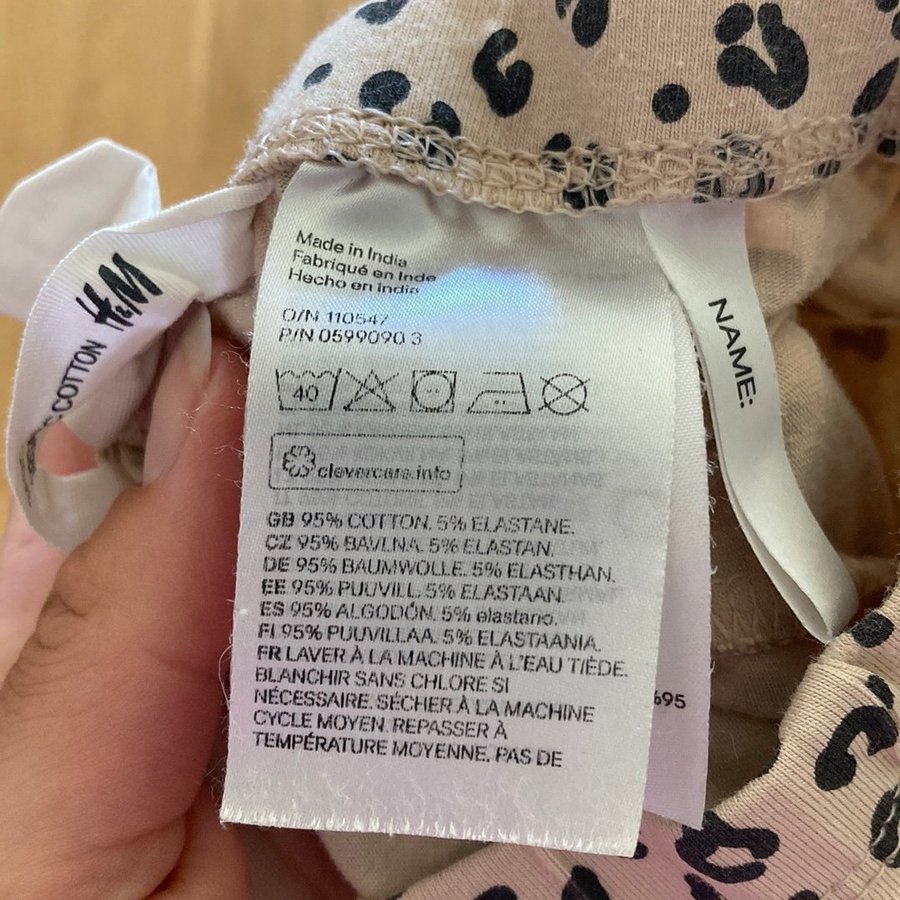 H&M
COTTON
Made in India
Fabriqué en Inde
Hecho en India
O/N 110547
P/N 0599090 3
40
clevercare.info
GB 95% COTTON. 5% ELASTANE.
CZ 95% BAVLNA. 5% ELASTAN.
DE 95% BAUMWOLLE. 5% ELASTHAN.
EE 95% PUUVILL. 5% ELASTAAN.
ES 95% ALGODÓN. 5% elastano.
FI 95% PUUVILLAA. 5% ELASTAANIA.
FR LAVER À LA MACHINE À L'EAU TIÈDE.
BLANCHIR SANS CHLORE SI
NÉCESSAIRE. SÉCHER À LA MACHINE
CYCLE MOYEN. REPASSER À
TEMPÉRATURE MOYENNE. PAS DE
695
NAME: